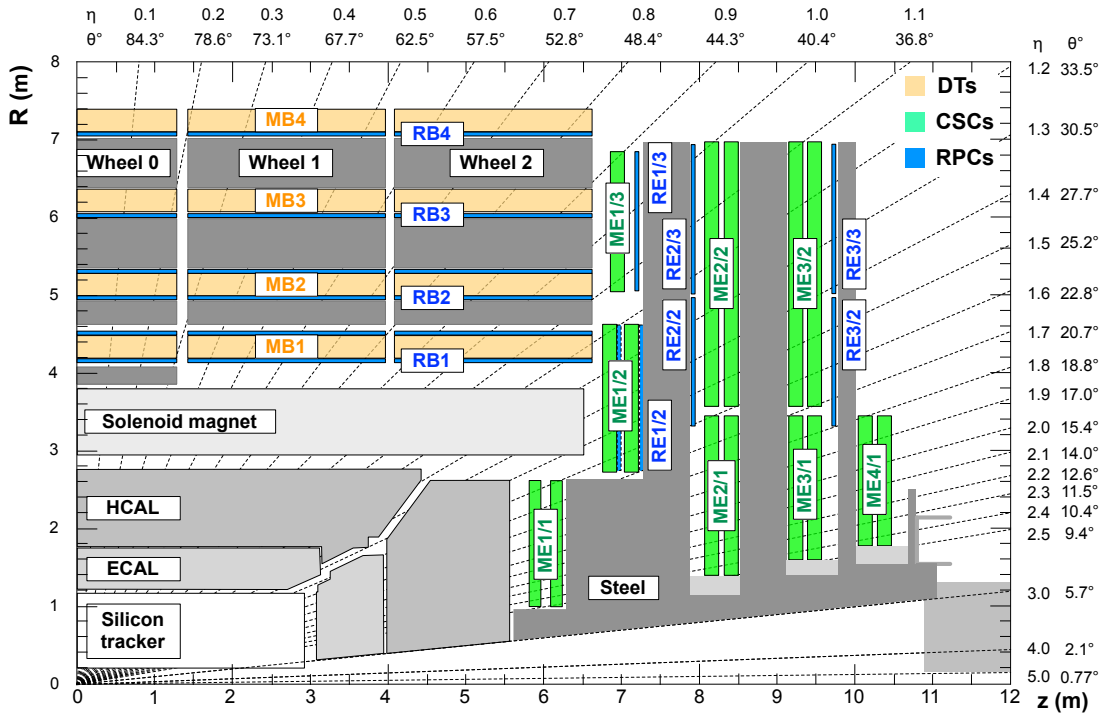 η 0.1 0.2 0.3 0.4 0.5 0.6 0.7 0.8 0.9 1.0 1.1
θ° 84.3° 78.6° 73.1° 67.7° 62.5° 57.5° 52.8° 48.4° 44.3° 40.4° 36.8°
η θ°
R (m)
8
7
6
5
4
3
2
1
0
1.2 33.5°
1.3 30.5°
1.4 27.7°
1.5 25.2°
1.6 22.8°
1.7 20.7°
1.8 18.8°
1.9 17.0°
2.0 15.4°
2.1 14.0°
2.2 12.6°
2.3 11.5°
2.4 10.4°
2.5 9.4°
3.0 5.7°
4.0 2.1°
5.0 0.77°
DTs
CSCs
RPCs
MB4
RB4
Wheel 0
Wheel 1
Wheel 2
MB3
RB3
MB2
RB2
MB1
RB1
Solenoid magnet
HCAL
ECAL
Silicon
tracker
Steel
ME1/3
RE1/3
RE2/3
ME2/2
ME3/2
RE3/3
RE2/2
RE3/2
ME1/2
RE1/2
ME2/1
ME3/1
ME4/1
ME1/1
0 1 2 3 4 5 6 7 8 9 10 11 12
z (m)